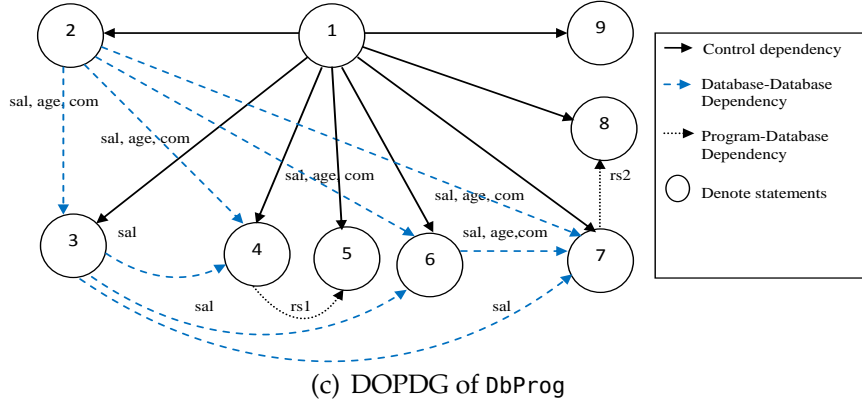 2
1
9
Control dependency
Database-Database
Dependency
sal, age, com
8
Program-Database
Dependency
sal, age, com
rs2
sal, age, com
sal, age, com
Denote statements
3
sal
4
5
6
sal, age,com
7
sal
rs1
sal
(c) DOPDG of DbProg